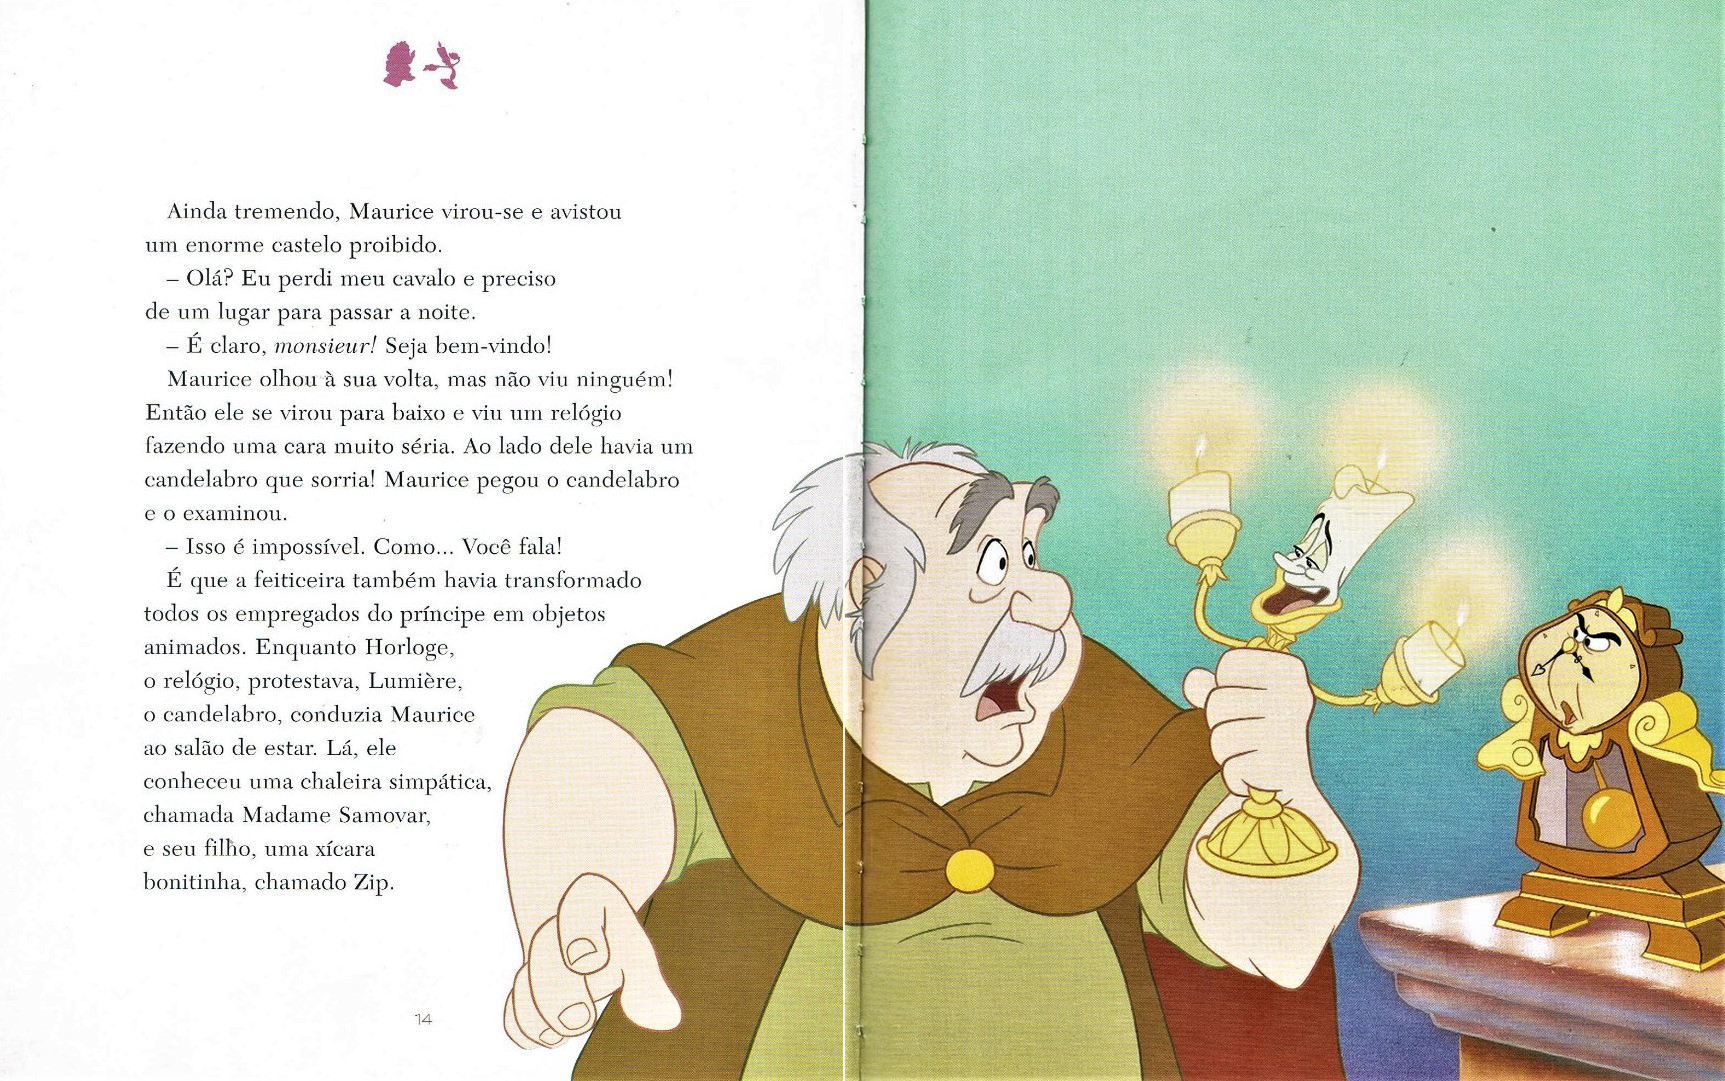 Ainda tremendo, Maurice virou-se e avistou
um enorme castelo proibido.
– Olá? Eu perdi meu cavalo e preciso
de um lugar para passar a noite.
– É claro, monsieur! Seja bem-vindo!
Maurice olhou à sua volta, mas não viu ninguém!
Então ele se virou para baixo e viu um relógio
fazendo uma cara muito séria. Ao lado dele havia um
candelabro que sorria! Maurice pegou o candelabro
e o examinou.
– Isso é impossível. Como... Você fala!
É que a feiticeira também havia transformado
todos os empregados do príncipe em objetos
animados. Enquanto Horloge,
o relógio, protestava, Lumière,
o candelabro, conduzia Maurice
ao salão de estar. Lá, ele
conheceu uma chaleira simpática,
chamada Madame Samovar,
e seu filho, uma xícara
bonitinha, chamado Zip.
14